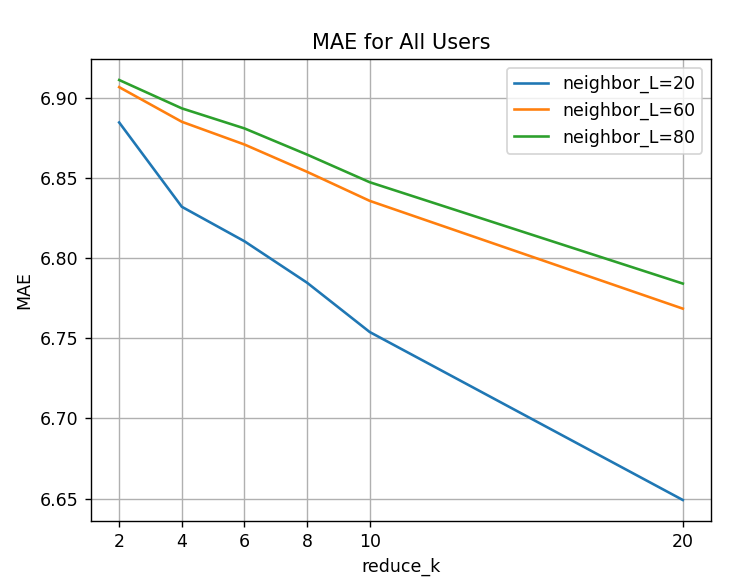 MAE for All Users
neighbor_L=20
neighbor_L=60
neighbor_L=80
6.90
6.85
6.80
6.75
6.70
6.65
MAE
2 4 6 8 10 20
reduce_k